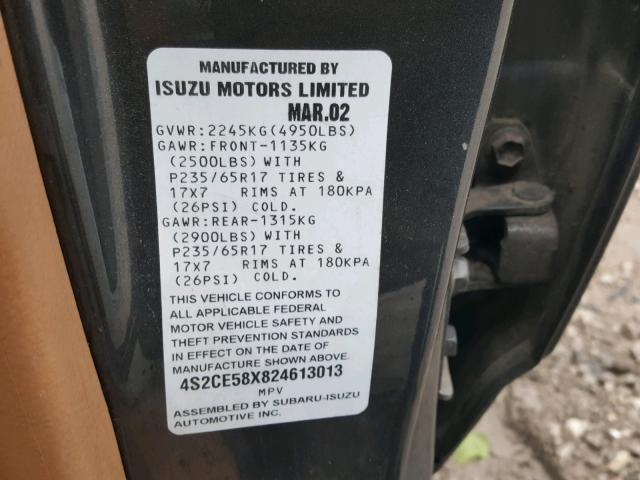 MANUFACTURED BY
ISUZU MOTORS LIMITED
MAR.02
GVWR:2245KG(4950LBS)
GAWR:FRONT-1135KG
(2500LBS) WITH
P235/65R17 TIRES &
17X7 RIMS AT 180KPA
(26PSI) COLD.
GAWR:REAR-1315KG
(2900LBS) WITH
P235/65R17 TIRES &
17X7 RIMS AT 180KPA
(26PSI) COLD.
THIS VEHICLE CONFORMS TO
ALL APPLICABLE FEDERAL
MOTOR VEHICLE SAFETY AND
THEFT PREVENTION STANDARDS
IN EFFECT ON THE DATE OF
MANUFACTURE SHOWN ABOVE.
4S2CE58X824613013
MPV
ASSEMBLED BY SUBARU-ISUZU
AUTOMOTIVE INC.